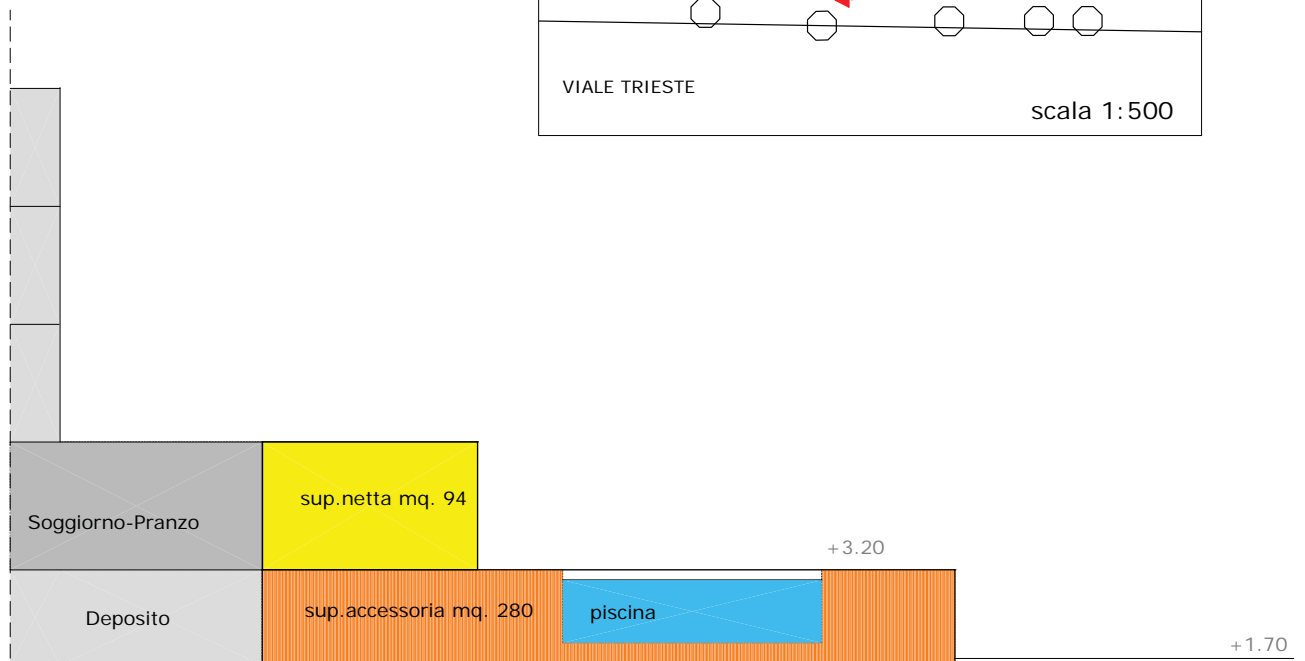 VIALE TRIESTE
scala 1:500
sup.netta mq. 94
Soggiorno-Pranzo
+3.20
sup.accessoria mq. 280
piscina
Deposito
+1.70